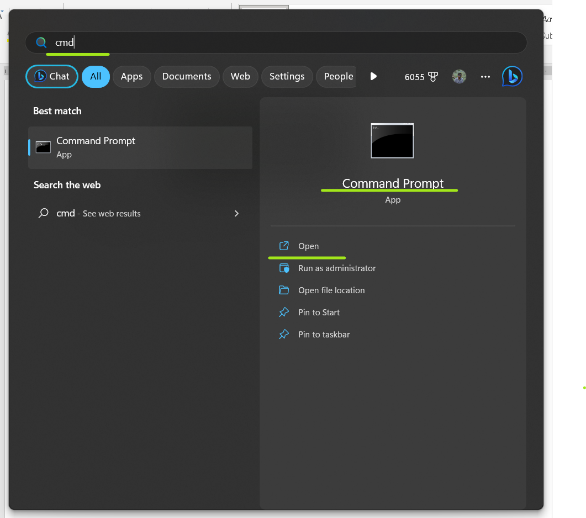 cmd
Chat All Apps Documents Web Settings People 6055
Best match
Command Prompt
App
Search the web
cmd See web results
Command Prompt
App
Open
Run as administrator
Open file location
Pin to Start
Pin to taskbar